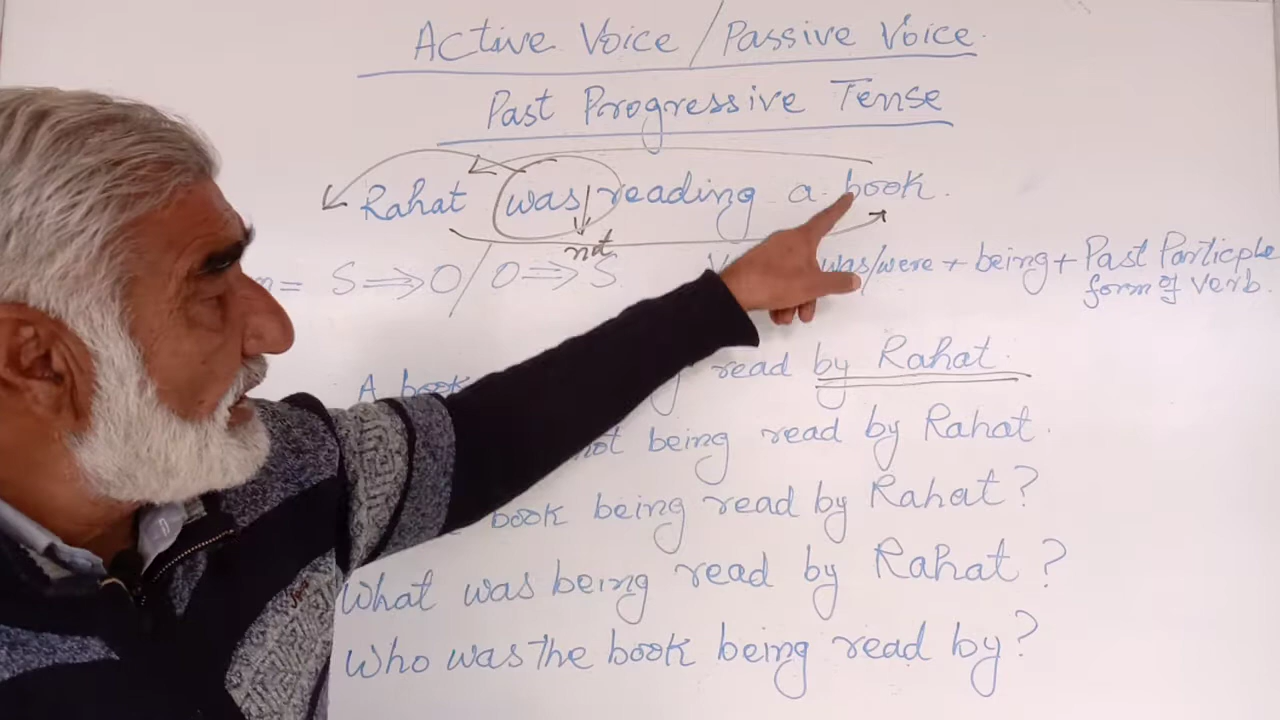 Active Voice / Passive Voice.
Past Progressive Tense
Rahat was reading a book.
not
= S ⇒ O / O ⇒ S was/were + being + Past Participle
form of Verb.
A book read by Rahat.
not being read by Rahat.
book being read by Rahat?
What was being read by Rahat?
Who was the book being read by?